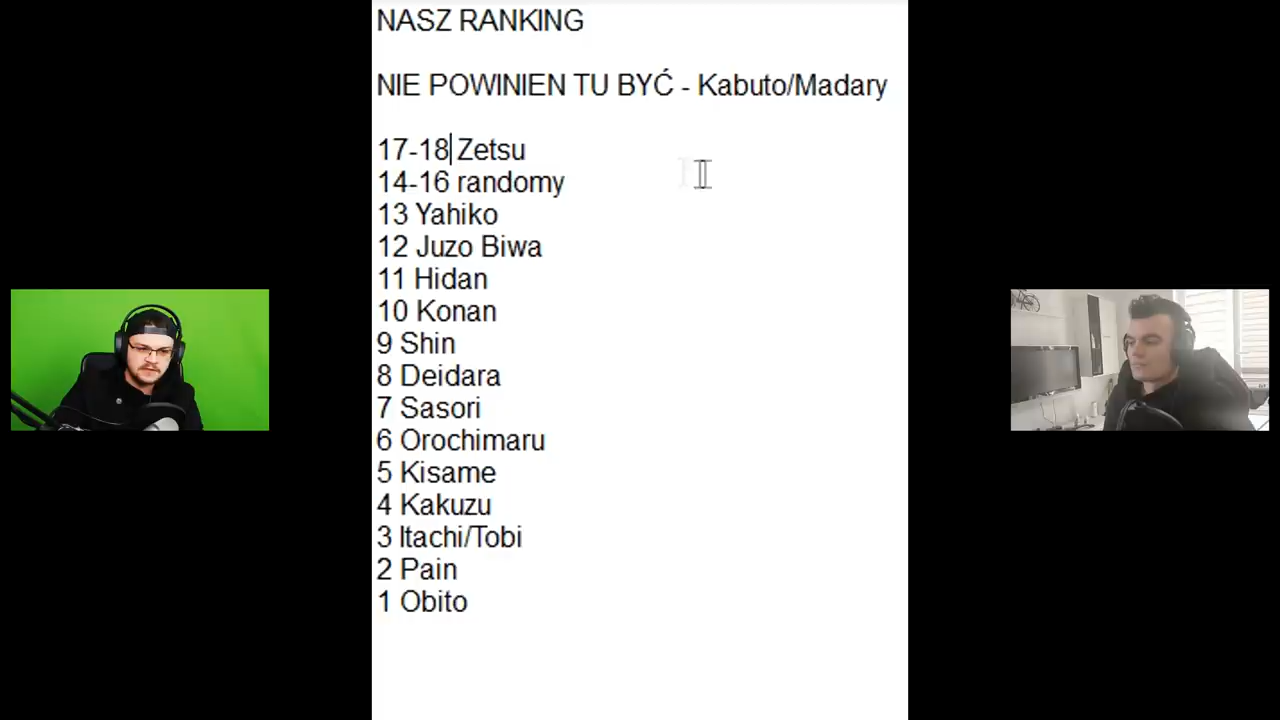 NASZ RANKING
NIE POWINIEN TU BYĆ - Kabuto/Madary
17-18 Zetsu
14-16 randomy
13 Yahiko
12 Juzo Biwa
11 Hidan
10 Konan
9 Shin
8 Deidara
7 Sasori
6 Orochimaru
5 Kisame
4 Kakuzu
3 Itachi/Tobi
2 Pain
1 Obito